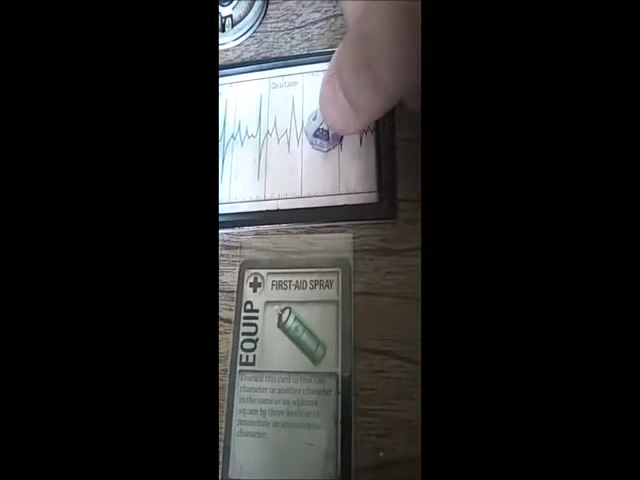 Caution
FIRST-AID SPRAY
EQUIP
Discard this card to heal this
character or another character
in the same or an adjacent
square by three levels or to
reanimate an unconscious
character.